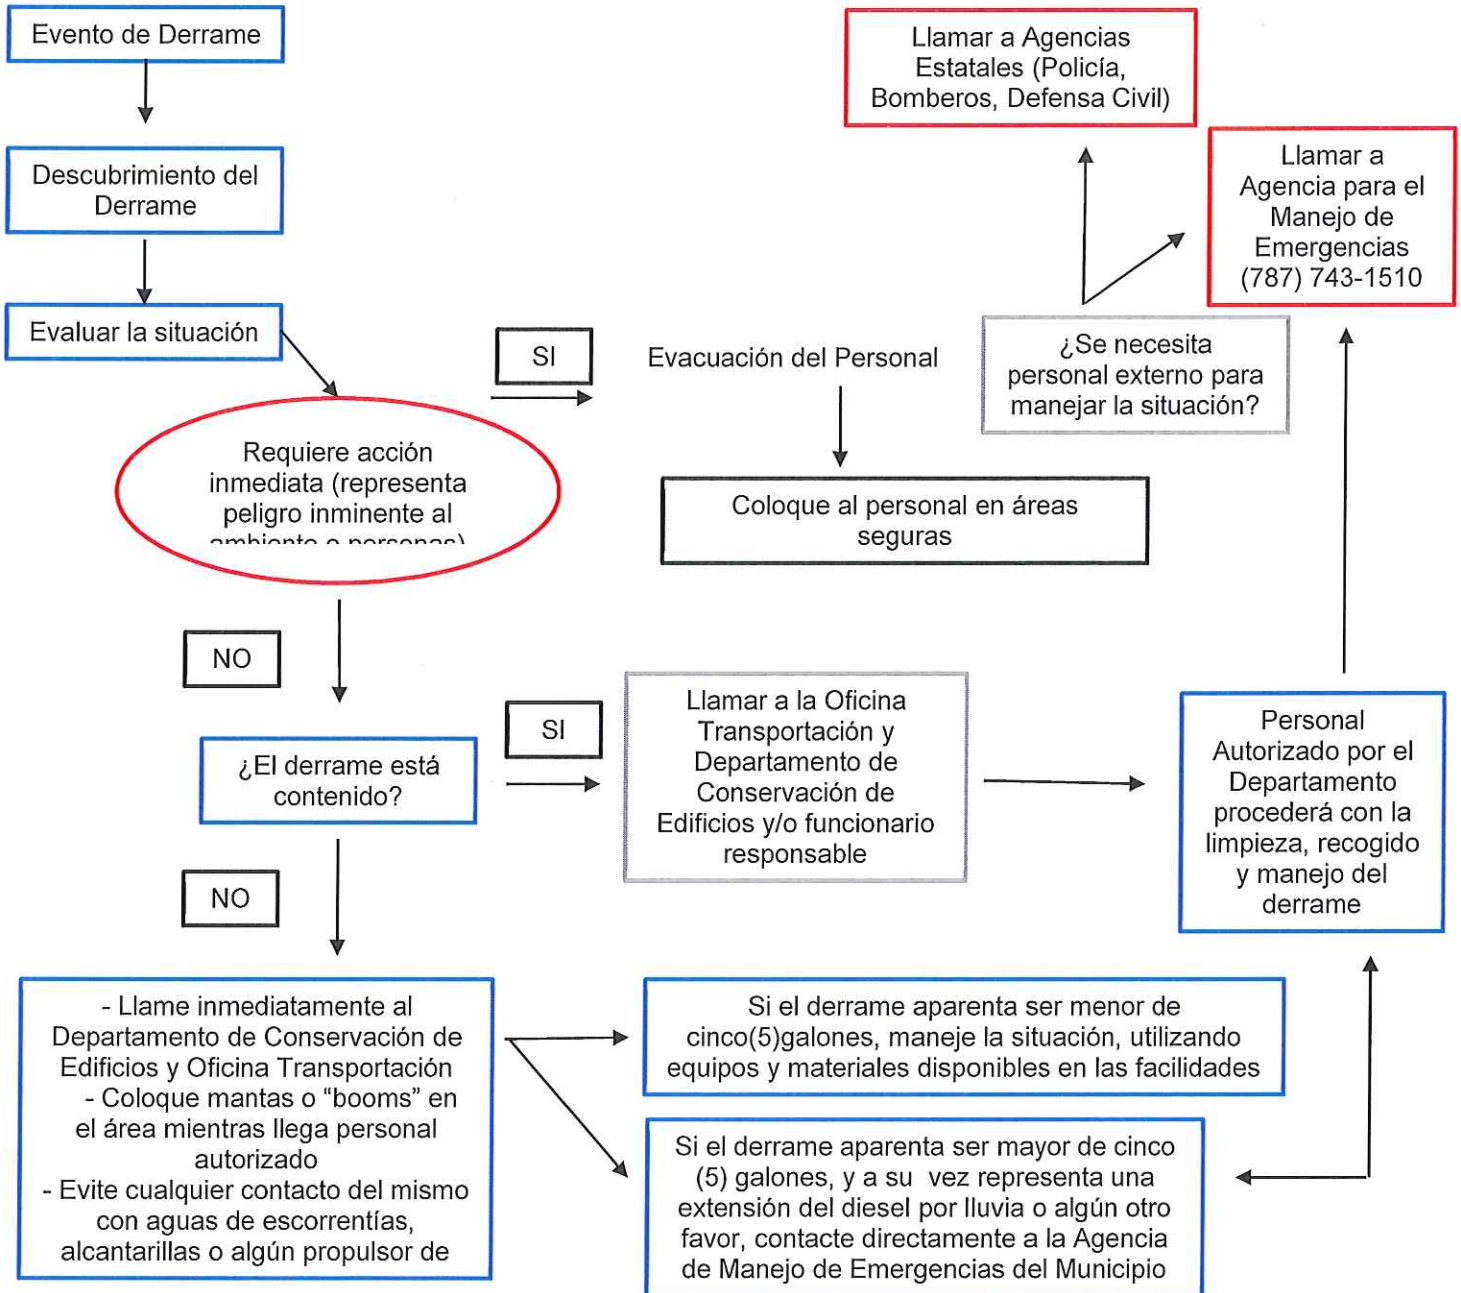 Evento de Derrame
Descubrimiento del
Derrame
Evaluar la situación
Requiere acción
inmediata (representa
peligro inminente al
ambiente o personas)
SI
Evacuación del Personal
Coloque al personal en áreas
seguras
Llamar a Agencias
Estatales (Policía,
Bomberos, Defensa Civil)
Llamar a
Agencia para el
Manejo de
Emergencias
(787) 743-1510
¿Se necesita
personal externo para
manejar la situación?
NO
¿El derrame está
contenido?
SI
Llamar a la Oficina
Transportación y
Departamento de
Conservación de
Edificios y/o funcionario
responsable
Personal
Autorizado por el
Departamento
procederá con la
limpieza, recogido
y manejo del
derrame
NO
- Llame inmediatamente al
Departamento de Conservación de
Edificios y Oficina Transportación
- Coloque mantas o “booms” en
el área mientras llega personal
autorizado
- Evite cualquier contacto del mismo
con aguas de escorrentías,
alcantarillas o algún propulsor de
Si el derrame aparenta ser menor de
cinco(5)galones, maneje la situación, utilizando
equipos y materiales disponibles en las facilidades
Si el derrame aparenta ser mayor de cinco
(5) galones, y a su vez representa una
extensión del diesel por lluvia o algún otro
favor, contacte directamente a la Agencia
de Manejo de Emergencias del Municipio